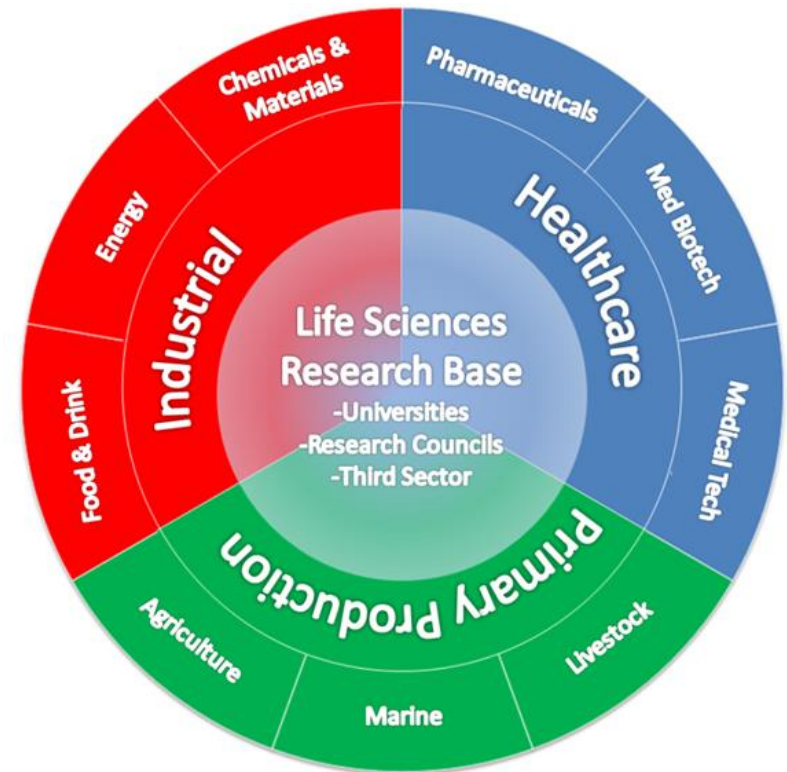 Chemicals &
Materials
Pharmaceuticals
Energy
Med Biotech
Industrial
Healthcare
Life Sciences
Research Base
-Universities
-Research Councils
-Third Sector
Food & Drink
Medical Tech
Primary Production
Agriculture
Livestock
Marine